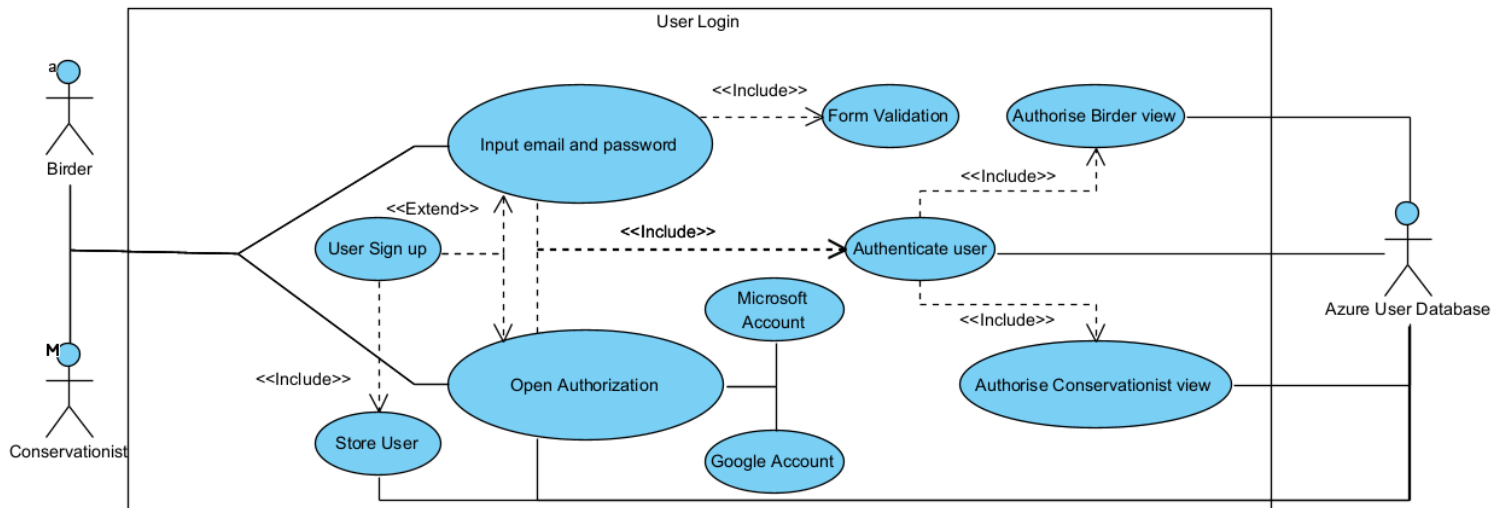 User Login
a
Birder
<<Include>>
Input email and password
Form Validation
Authorise Birder view
<<Include>>
<<Extend>>
User Sign up
<<Include>>
Authenticate user
Microsoft
Account
<<Include>>
Azure User Database
M
Conservationist
<<Include>>
Open Authorization
Authorise Conservationist view
Store User
Google Account